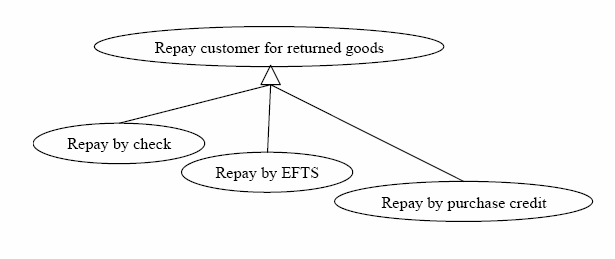 Repay customer for returned goods
Repay by check
Repay by EFTS
Repay by purchase credit